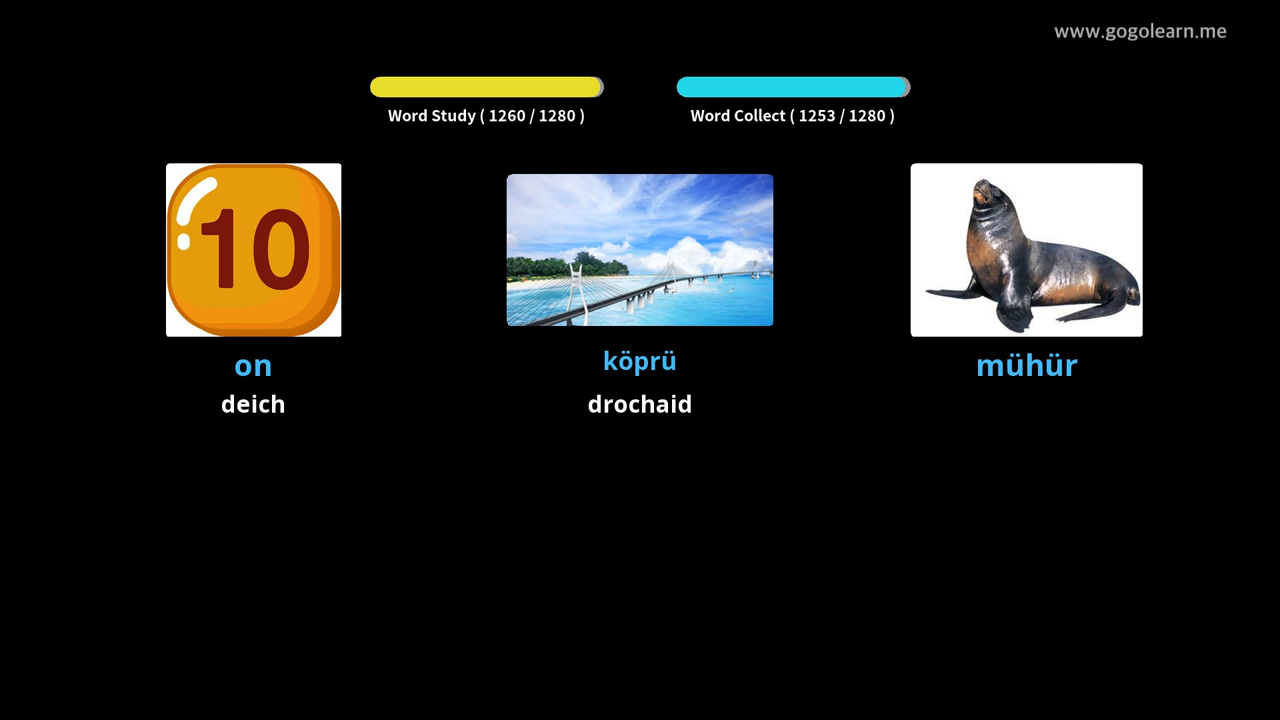 www.gogolearn.me
Word Study ( 1260 / 1280 )
Word Collect ( 1253 / 1280 )
10
on
deich
köprü
drochaid
mühür